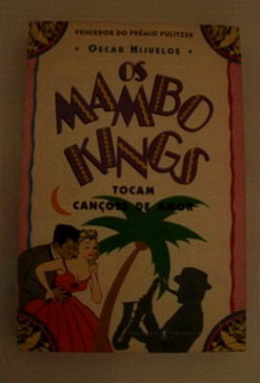 VENCEDOR DO PRÊMIO PULITZER
OSCAR HIJUELOS
OS
MAMBO
KINGS
TOCAM
CANÇÕES DE AMOR